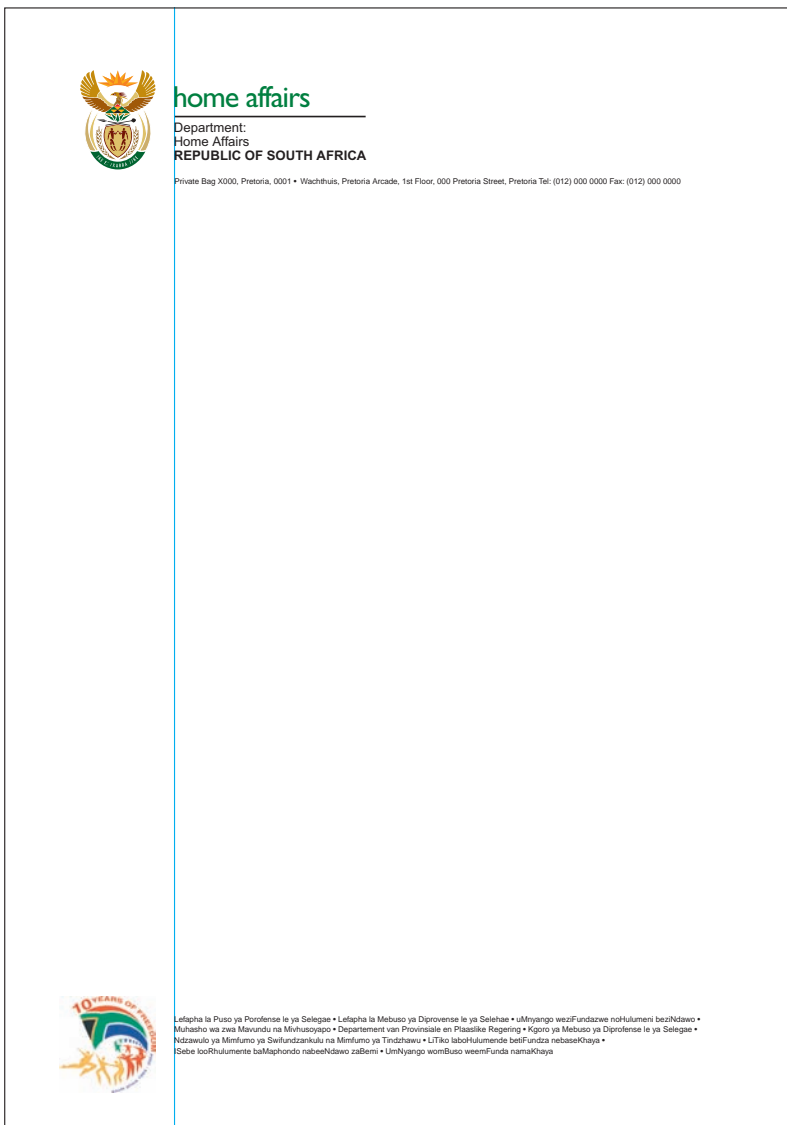 home affairs
Department:
Home Affairs
REPUBLIC OF SOUTH AFRICA
Private Bag X000, Pretoria, 0001 • Wachthuis, Pretoria Arcade, 1st Floor, 000 Pretoria Street, Pretoria Tel: (012) 000 0000 Fax: (012) 000 0000
10 YEARS OF FREEDOM
Lefapha la Puso ya Porofense le ya Selegae • Lefapha la Mebuso ya Diprovense le ya Selehae • uMnyango weziFundazwe noHulumeni beziNdawo •
Muhasho wa zwa Mavundu na Mivhusoyapo • Departement van Provinsiale en Plaaslike Regering • Kgoro ya Mebuso ya Diprofense le ya Selegae •
Ndzawulo ya Mimfumo ya Swifundzankulu na Mimfumo ya Tindzhawu • LiTiko laboHulumende betiFundza nebaseKhaya •
ISebe looRhulumente baMaphondo nabeeNdawo zaBemi • UmNyango womBuso weemFunda namaKhaya